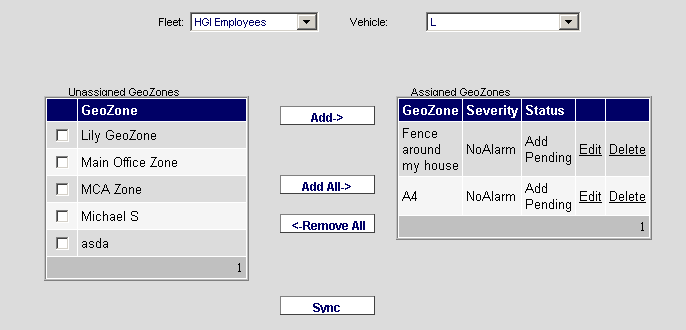 Fleet: HGI Employees Vehicle: L
Unassigned GeoZones
GeoZone
Lily GeoZone
Main Office Zone
MCA Zone
Michael S
asda
1
Add->
Add All->
<-Remove All
Sync
Assigned GeoZones
GeoZone Severity Status
Fence around my house NoAlarm Add Pending Edit Delete
A4 NoAlarm Add Pending Edit Delete
1